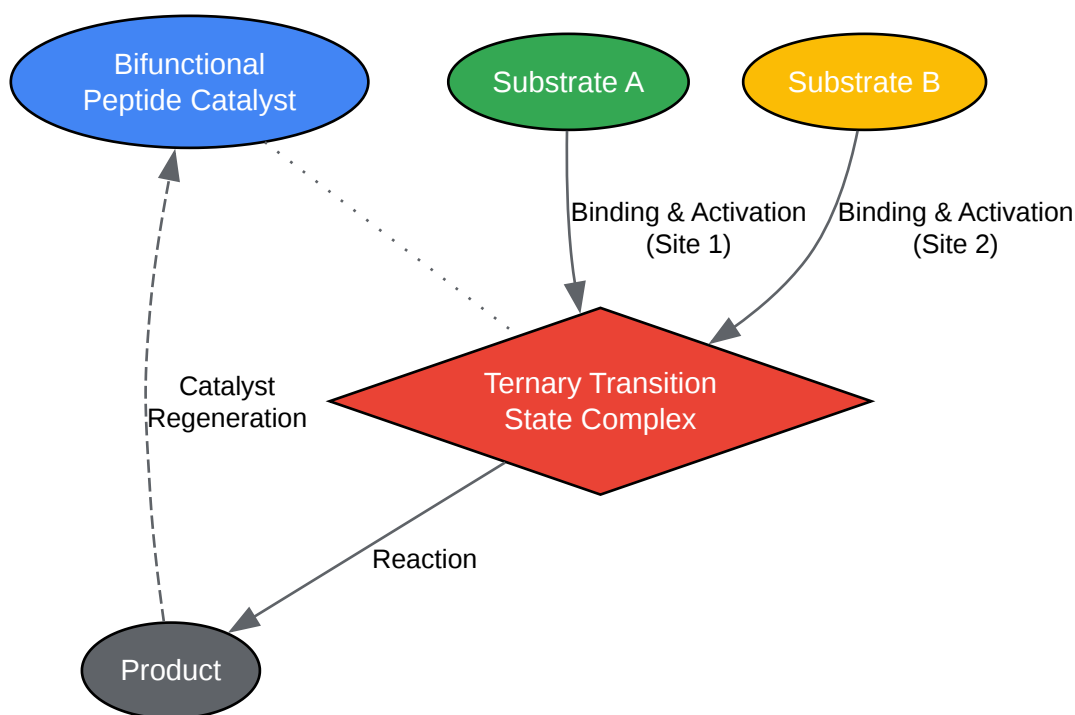 Bifunctional
Peptide Catalyst
Substrate A
Substrate B
Binding & Activation
(Site 1)
Binding & Activation
(Site 2)
Ternary Transition
State Complex
Catalyst
Regeneration
Reaction
Product